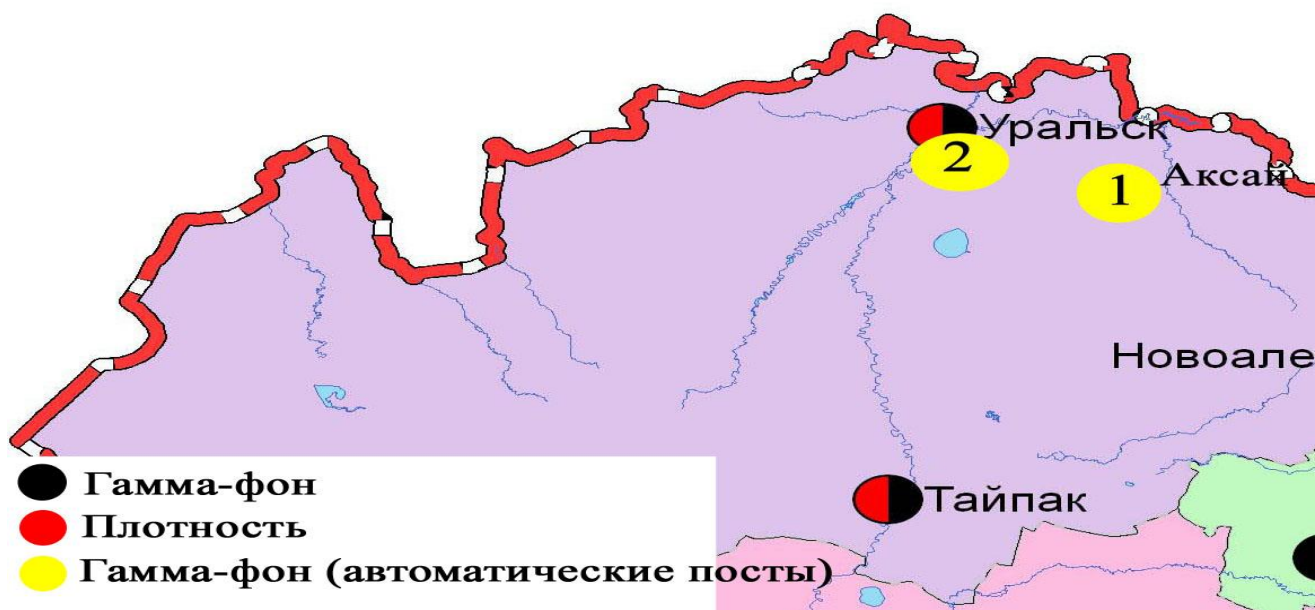 Уральск
2
1
Аксай
Новоале
Тайпак
Гамма-фон
Плотность
Гамма-фон (автоматические посты)